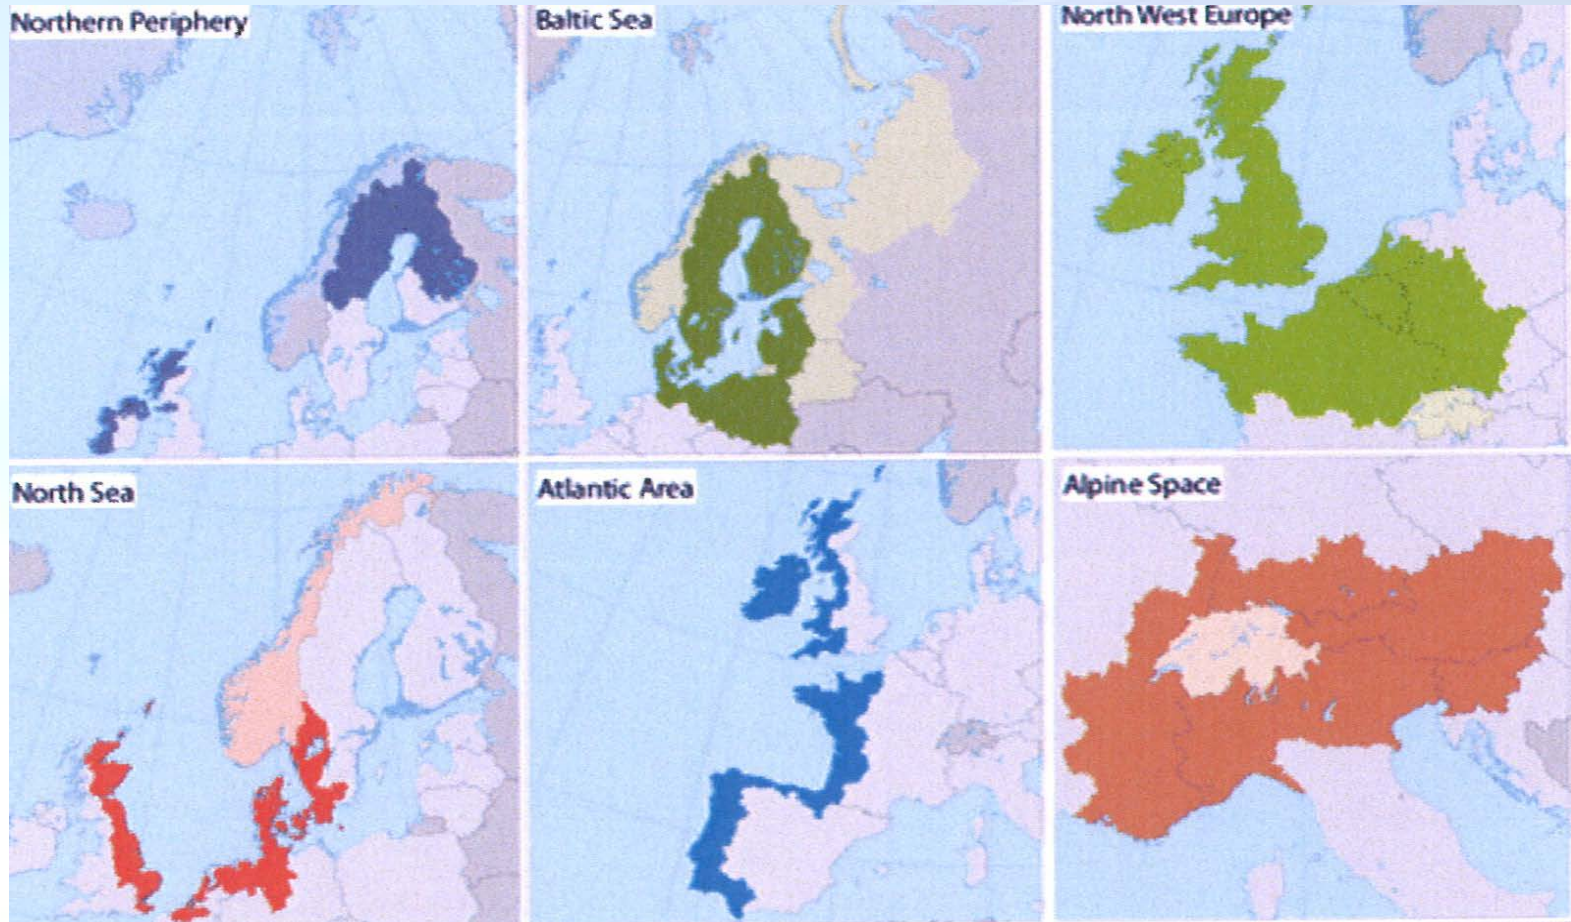 Northern Periphery
Baltic Sea
North West Europe
North Sea
Atlantic Area
Alpine Space